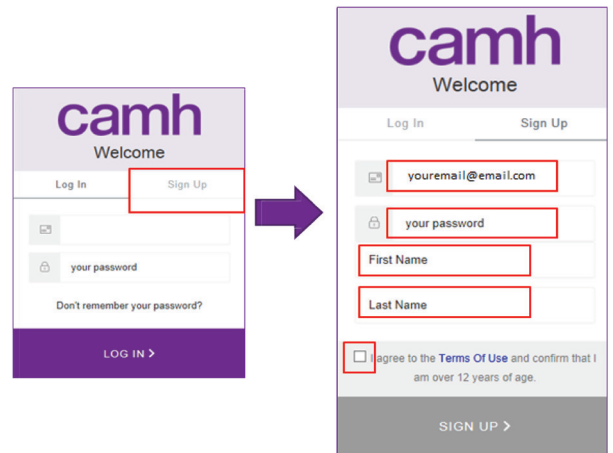 camh
Welcome
Log In Sign Up
your password
Don't remember your password?
LOG IN >
camh
Welcome
Log In Sign Up
youremail@email.com
your password
First Name
Last Name
I agree to the Terms Of Use and confirm that I
am over 12 years of age.
SIGN UP >